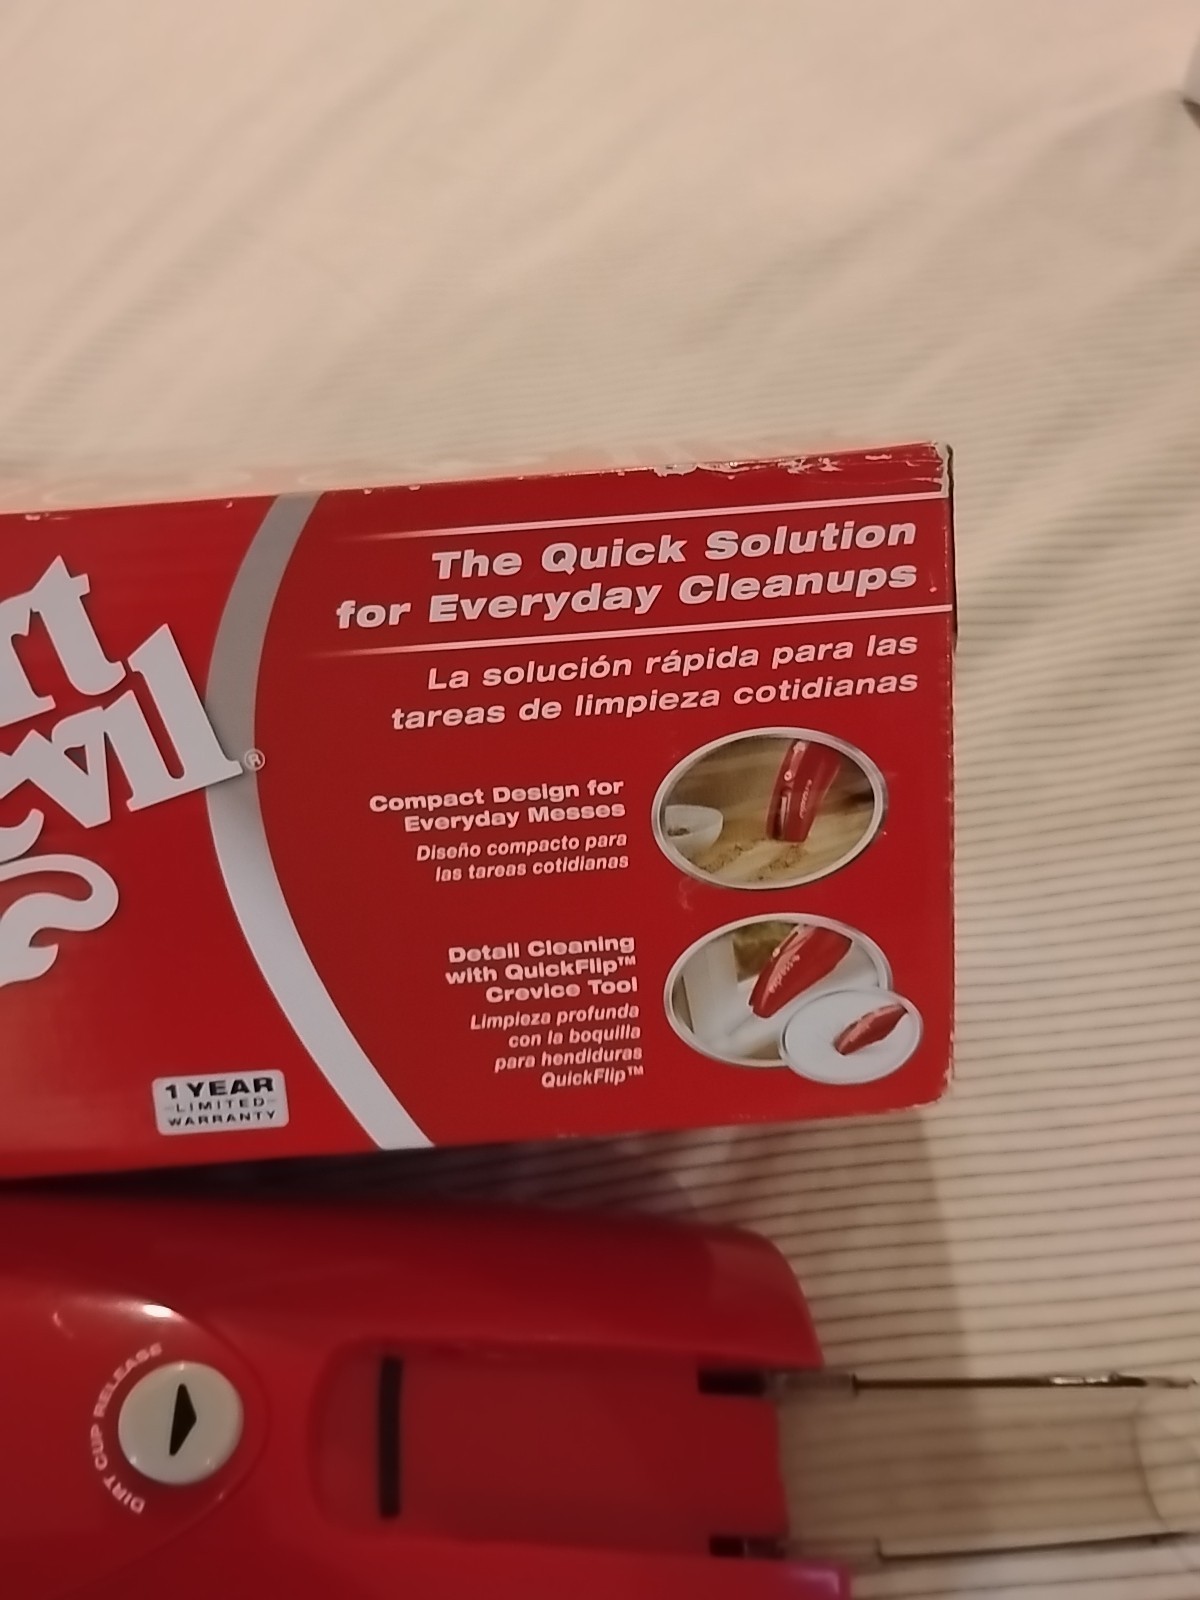 rt
evil®
The Quick Solution
for Everyday Cleanups
La solución rápida para las
tareas de limpieza cotidianas
Compact Design for
Everyday Messes
Diseño compacto para
las tareas cotidianas
Detail Cleaning
with QuickFlip™
Crevice Tool
Limpieza profunda
con la boquilla
para hendiduras
QuickFlip™
1 YEAR
LIMITED
WARRANTY
DIRT CUP RELEASE